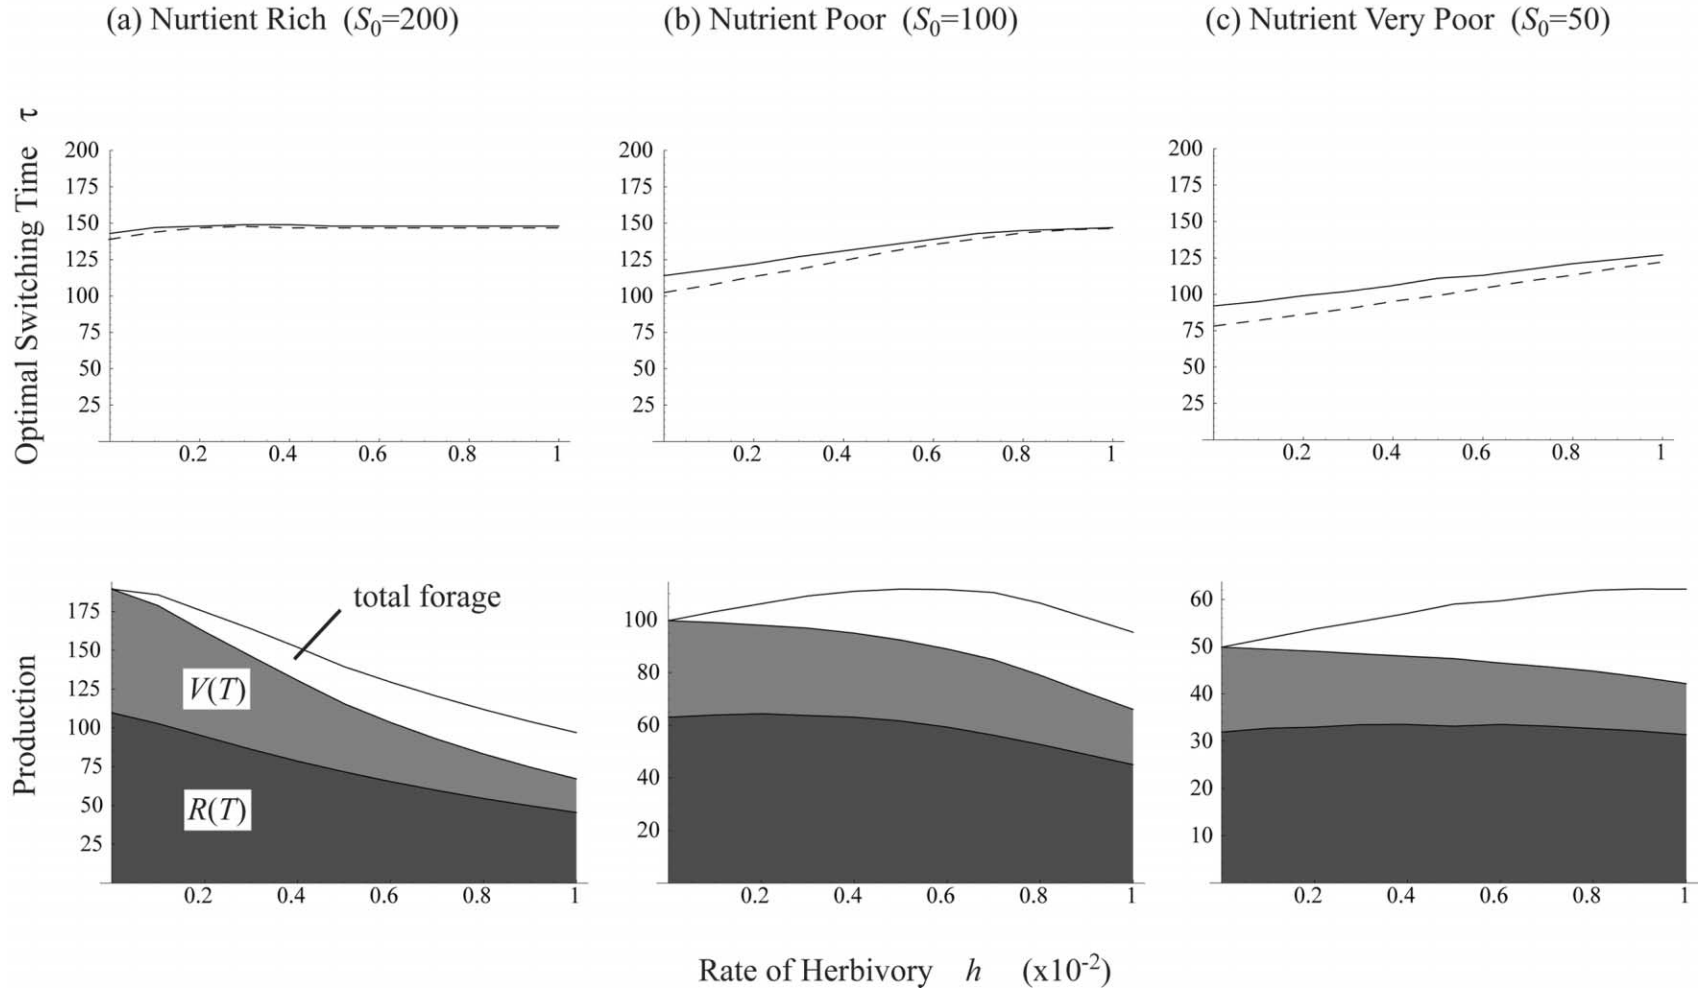 (a) Nurtient Rich (S0=200)
(b) Nutrient Poor (S0=100)
(c) Nutrient Very Poor (S0=50)
Optimal Switching Time τ
200
175
150
125
100
75
50
25
0.2 0.4 0.6 0.8 1
200
175
150
125
100
75
50
25
0.2 0.4 0.6 0.8 1
200
175
150
125
100
75
50
25
0.2 0.4 0.6 0.8 1
Production
175
150
125
100
75
50
25
total forage
V(T)
R(T)
0.2 0.4 0.6 0.8 1
100
80
60
40
20
0.2 0.4 0.6 0.8 1
60
50
40
30
20
10
0.2 0.4 0.6 0.8 1
Rate of Herbivory h (x10-2)